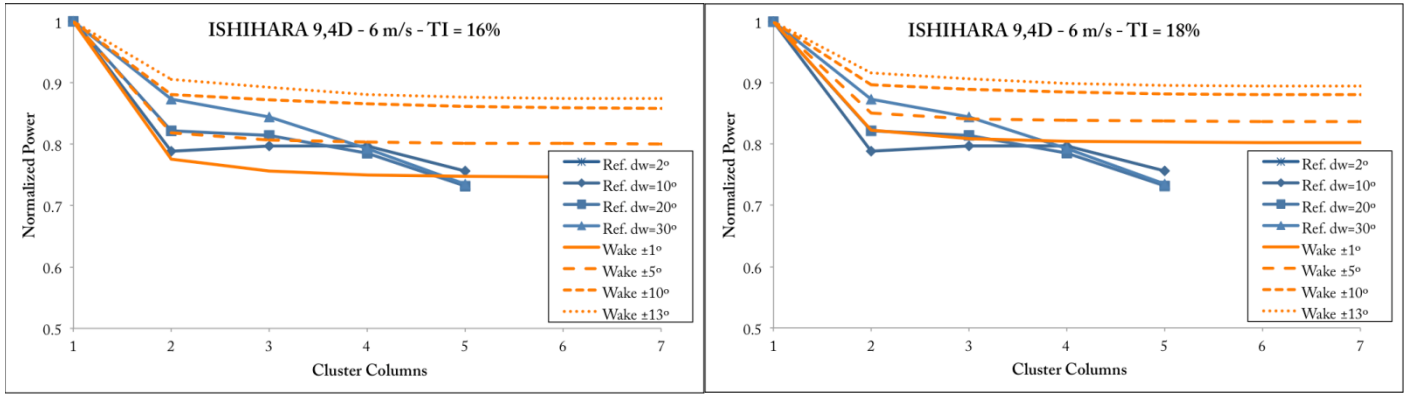 ISHIHARA 9,4D - 6 m/s - TI = 16%
Normalized Power
1
0.9
0.8
0.7
0.6
0.5
1 2 3 4 5 6 7
Cluster Columns
Ref. dw=2º
Ref. dw=10º
Ref. dw=20º
Ref. dw=30º
Wake ±1º
Wake ±5º
Wake ±10º
Wake ±13º
ISHIHARA 9,4D - 6 m/s - TI = 18%
Normalized Power
1
0.9
0.8
0.7
0.6
0.5
1 2 3 4 5 6 7
Cluster Columns
Ref. dw=2º
Ref. dw=10º
Ref. dw=20º
Ref. dw=30º
Wake ±1º
Wake ±5º
Wake ±10º
Wake ±13º